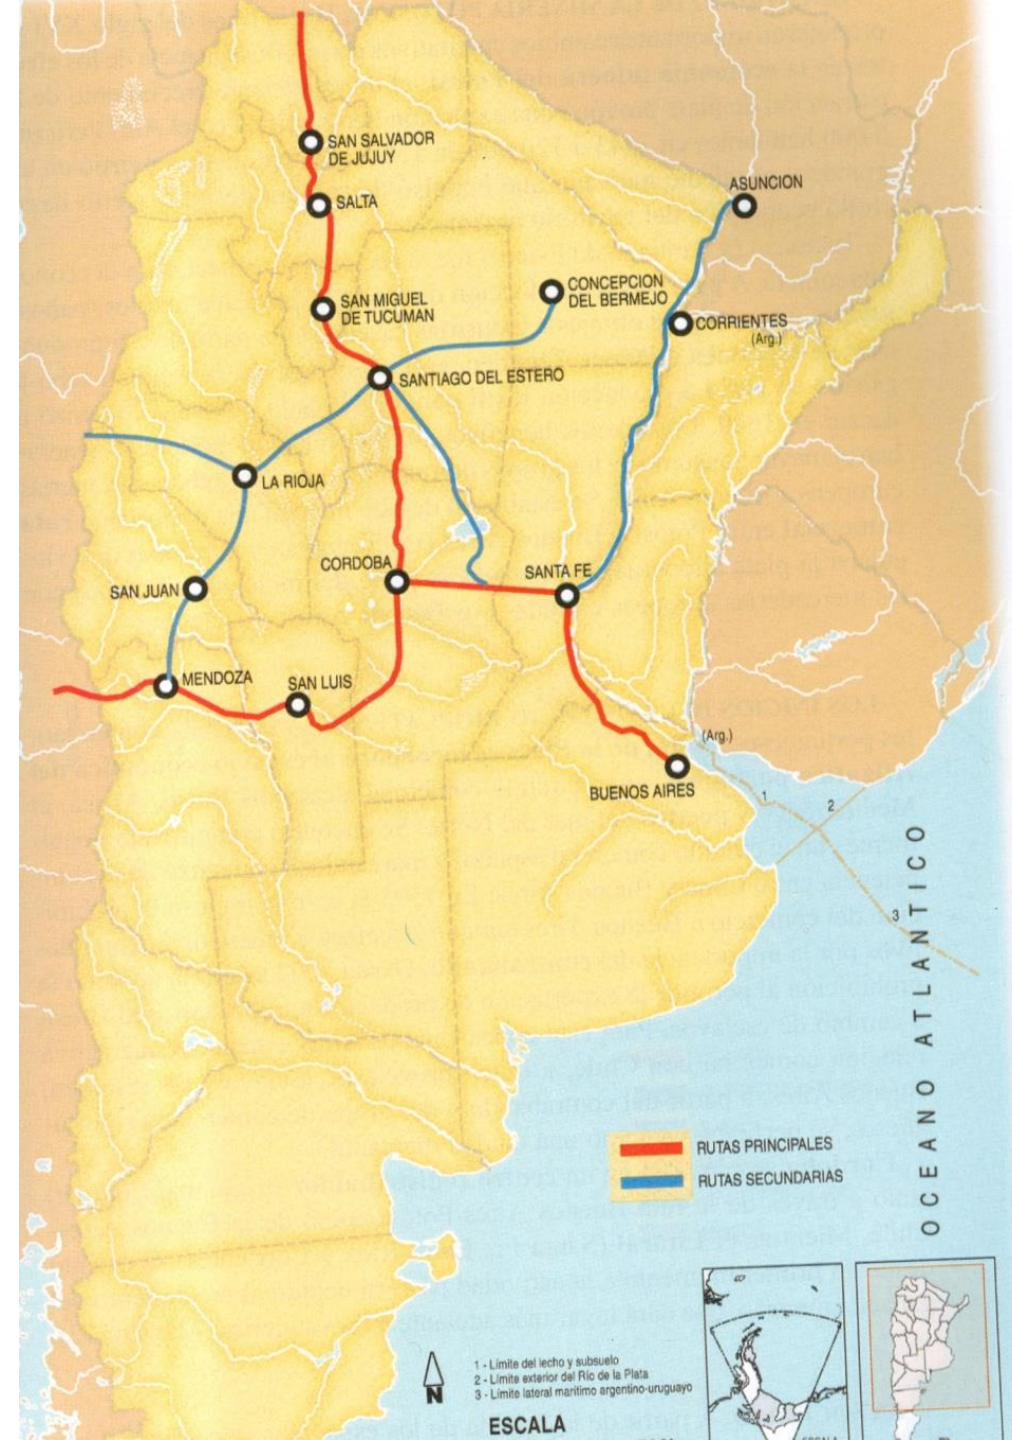 SAN SALVADOR
DE JUJUY
SALTA
ASUNCION
SAN MIGUEL
DE TUCUMAN
CONCEPCION
DEL BERMEJO
CORRIENTES
(Arg.)
SANTIAGO DEL ESTERO
LA RIOJA
CORDOBA
SANTA FE
SAN JUAN
MENDOZA
SAN LUIS
(Arg.)
BUENOS AIRES
1
2
3
OCEANO ATLANTICO
RUTAS PRINCIPALES
RUTAS SECUNDARIAS
N
1 - Límite del lecho y subsuelo
2 - Límite exterior del Río de la Plata
3 - Límite lateral marítimo argentino-uruguayo
ESCALA
ESCALA